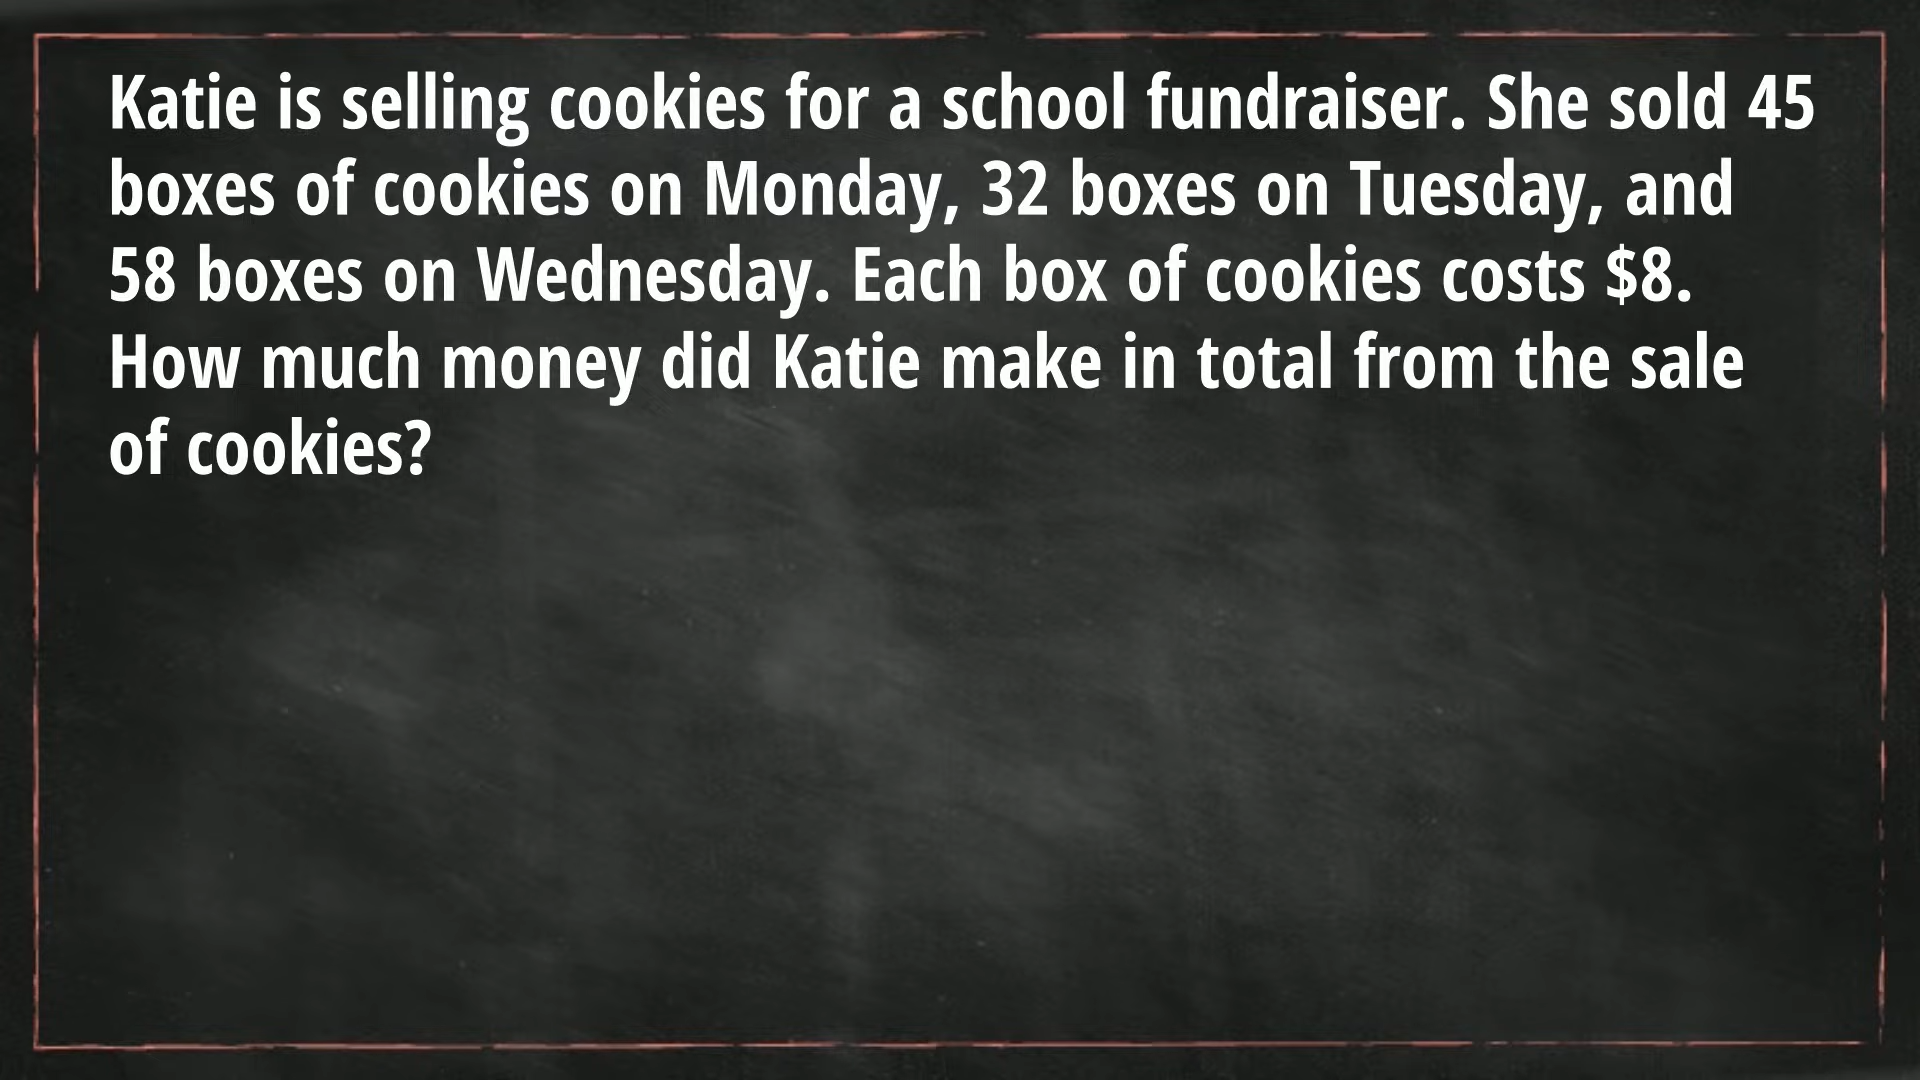 Katie is selling cookies for a school fundraiser. She sold 45
boxes of cookies on Monday, 32 boxes on Tuesday, and
58 boxes on Wednesday. Each box of cookies costs $8.
How much money did Katie make in total from the sale
of cookies?